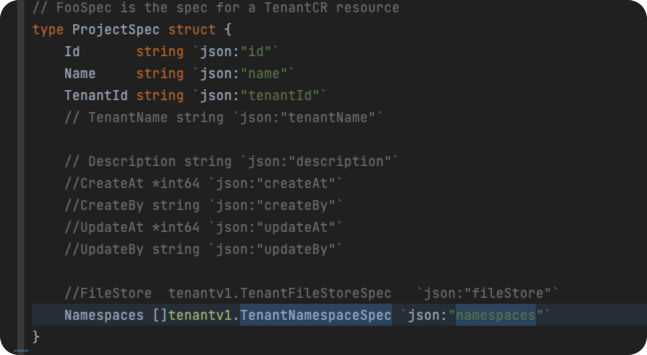 // FooSpec is the spec for a TenantCR resource
type ProjectSpec struct {
Id string `json:"id"`
Name string `json:"name"`
TenantId string `json:"tenantId"`
// TenantName string `json:"tenantName"`
// Description string `json:"description"`
//CreateAt *int64 `json:"createAt"`
//CreateBy string `json:"createBy"`
//UpdateAt *int64 `json:"updateAt"`
//UpdateBy string `json:"updateBy"`
//FileStore tenantv1.TenantFileStoreSpec `json:"fileStore"`
Namespaces []tenantv1.TenantNamespaceSpec `json:"namespaces"`
}